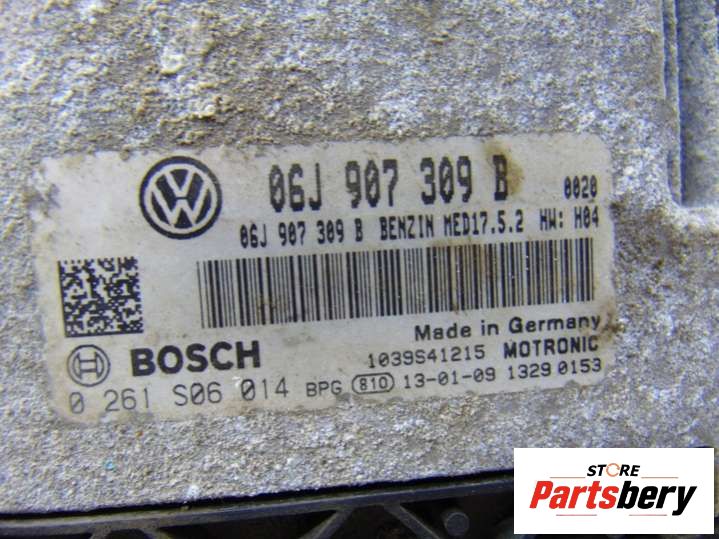 06J 907 309 B 0020
06J 907 309 B BENZIN MED17.5.2 HW: H04
Made in Germany
BOSCH 1039S41215 MOTRONIC
0 261 S06 014 BPG 810 13-01-09 1329 0153
STORE
Partsbery